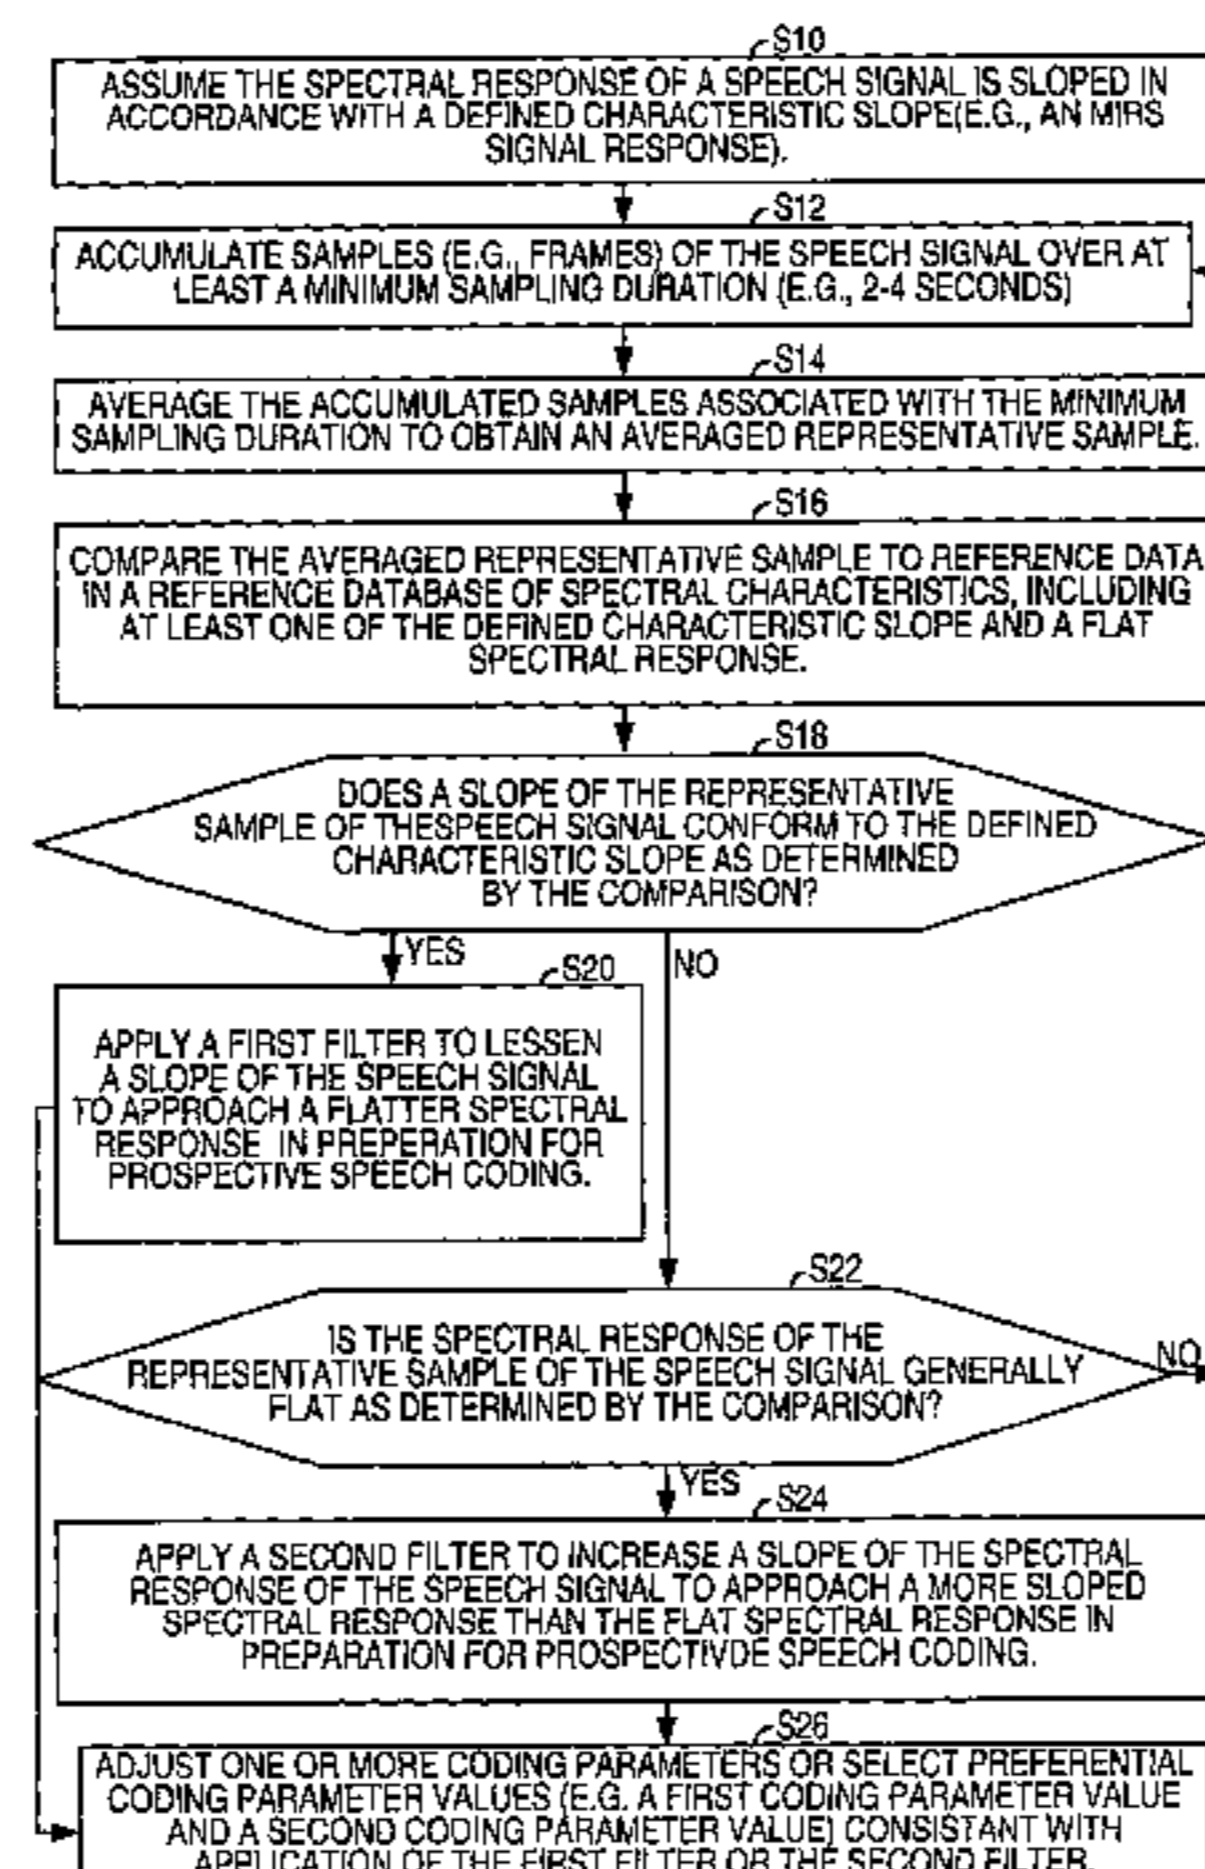 S10
ASSUME THE SPECTRAL RESPONSE OF A SPEECH SIGNAL IS SLOPED IN
ACCORDANCE WITH A DEFINED CHARACTERISTIC SLOPE(E.G., AN MIRS
SIGNAL RESPONSE).
S12
ACCUMULATE SAMPLES (E.G., FRAMES) OF THE SPEECH SIGNAL OVER AT
LEAST A MINIMUM SAMPLING DURATION (E.G., 2-4 SECONDS)
S14
AVERAGE THE ACCUMULATED SAMPLES ASSOCIATED WITH THE MINIMUM
SAMPLING DURATION TO OBTAIN AN AVERAGED REPRESENTATIVE SAMPLE.
S16
COMPARE THE AVERAGED REPRESENTATIVE SAMPLE TO REFERENCE DATA
IN A REFERENCE DATABASE OF SPECTRAL CHARACTERISTICS, INCLUDING
AT LEAST ONE OF THE DEFINED CHARACTERISTIC SLOPE AND A FLAT
SPECTRAL RESPONSE.
S18
DOES A SLOPE OF THE REPRESENTATIVE
SAMPLE OF THESPEECH SIGNAL CONFORM TO THE DEFINED
CHARACTERISTIC SLOPE AS DETERMINED
BY THE COMPARISON?
YES
NO
S20
APPLY A FIRST FILTER TO LESSEN
A SLOPE OF THE SPEECH SIGNAL
TO APPROACH A FLATTER SPECTRAL
RESPONSE IN PREPERATION FOR
PROSPECTIVE SPEECH CODING.
S22
IS THE SPECTRAL RESPONSE OF THE
REPRESENTATIVE SAMPLE OF THE SPEECH SIGNAL GENERALLY
FLAT AS DETERMINED BY THE COMPARISON?
NO
YES
S24
APPLY A SECOND FILTER TO INCREASE A SLOPE OF THE SPECTRAL
RESPONSE OF THE SPEECH SIGNAL TO APPROACH A MORE SLOPED
SPECTRAL RESPONSE THAN THE FLAT SPECTRAL RESPONSE IN
PREPARATION FOR PROSPECTIVDE SPEECH CODING.
S26
ADJUST ONE OR MORE CODING PARAMETERS OR SELECT PREFERENTIAL
CODING PARAMETER VALUES (E.G. A FIRST CODING PARAMETER VALUE
AND A SECOND CODING PARAMETER VALUE) CONSISTANT WITH
APPLICATION OF THE FIRST FILTER OR THE SECOND FILTER.